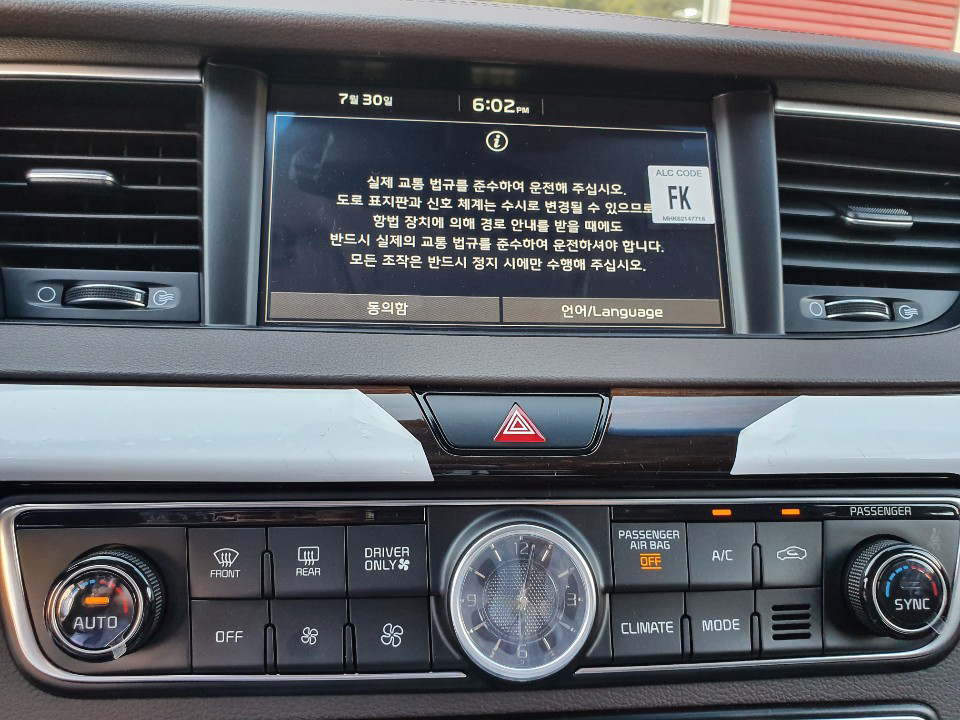 7월 30일
6:02 PM
i
실제 교통 법규를 준수하여 운전해 주십시오.
도로 표지판과 신호 체계는 수시로 변경될 수 있으므로
항법 장치에 의해 경로 안내를 받을 때에도
반드시 실제의 교통 법규를 준수하여 운전하셔야 합니다.
모든 조작은 반드시 정지 시에만 수행해 주십시오.
ALC CODE
FK
동의함
언어/Language
PASSENGER
FRONT
REAR
DRIVER
ONLY
12
3
6
9
PASSENGER
AIR BAG
OFF
A/C
AUTO
SYNC
OFF
CLIMATE
MODE